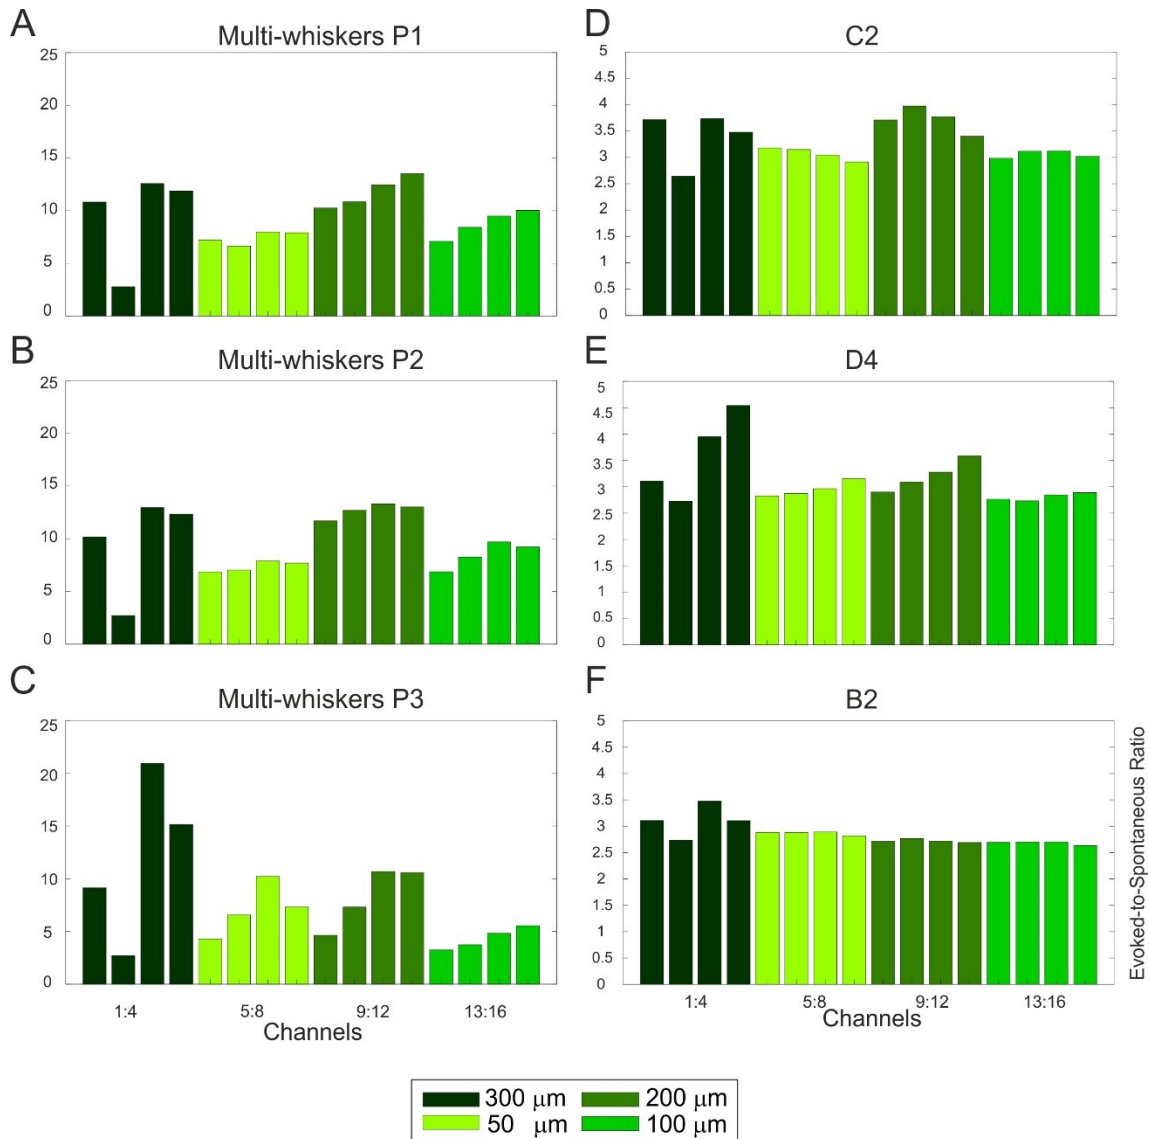 A
Multi-whiskers P1
25
20
15
10
5
0
D
C2
5
4.5
4
3.5
3
2.5
2
1.5
1
0.5
0
B
Multi-whiskers P2
25
20
15
10
5
0
E
D4
5
4.5
4
3.5
3
2.5
2
1.5
1
0.5
0
C
Multi-whiskers P3
25
20
15
10
5
0
1:4 5:8 9:12 13:16
Channels
F
B2
5
4.5
4
3.5
3
2.5
2
1.5
1
0.5
0
1:4 5:8 9:12 13:16
Channels
Evoked-to-Spontaneous Ratio
300 μm 200 μm
50 μm 100 μm